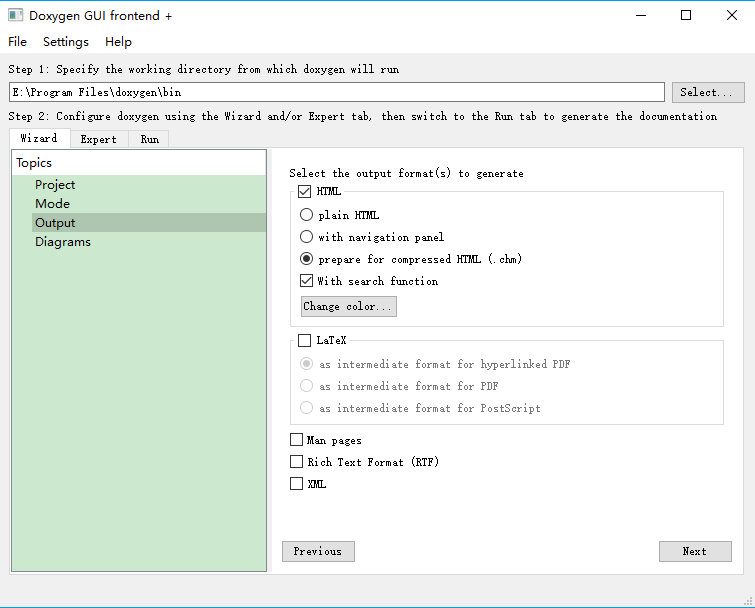 Doxygen GUI frontend +
File Settings Help
Step 1: Specify the working directory from which doxygen will run
E:\Program Files\doxygen\bin
Select...
Step 2: Configure doxygen using the Wizard and/or Expert tab, then switch to the Run tab to generate the documentation
Wizard Expert Run
Topics
Project
Mode
Output
Diagrams
Select the output format(s) to generate
HTML
plain HTML
with navigation panel
prepare for compressed HTML (.chm)
With search function
Change color...
LaTeX
as intermediate format for hyperlinked PDF
as intermediate format for PDF
as intermediate format for PostScript
Man pages
Rich Text Format (RTF)
XML
Previous
Next